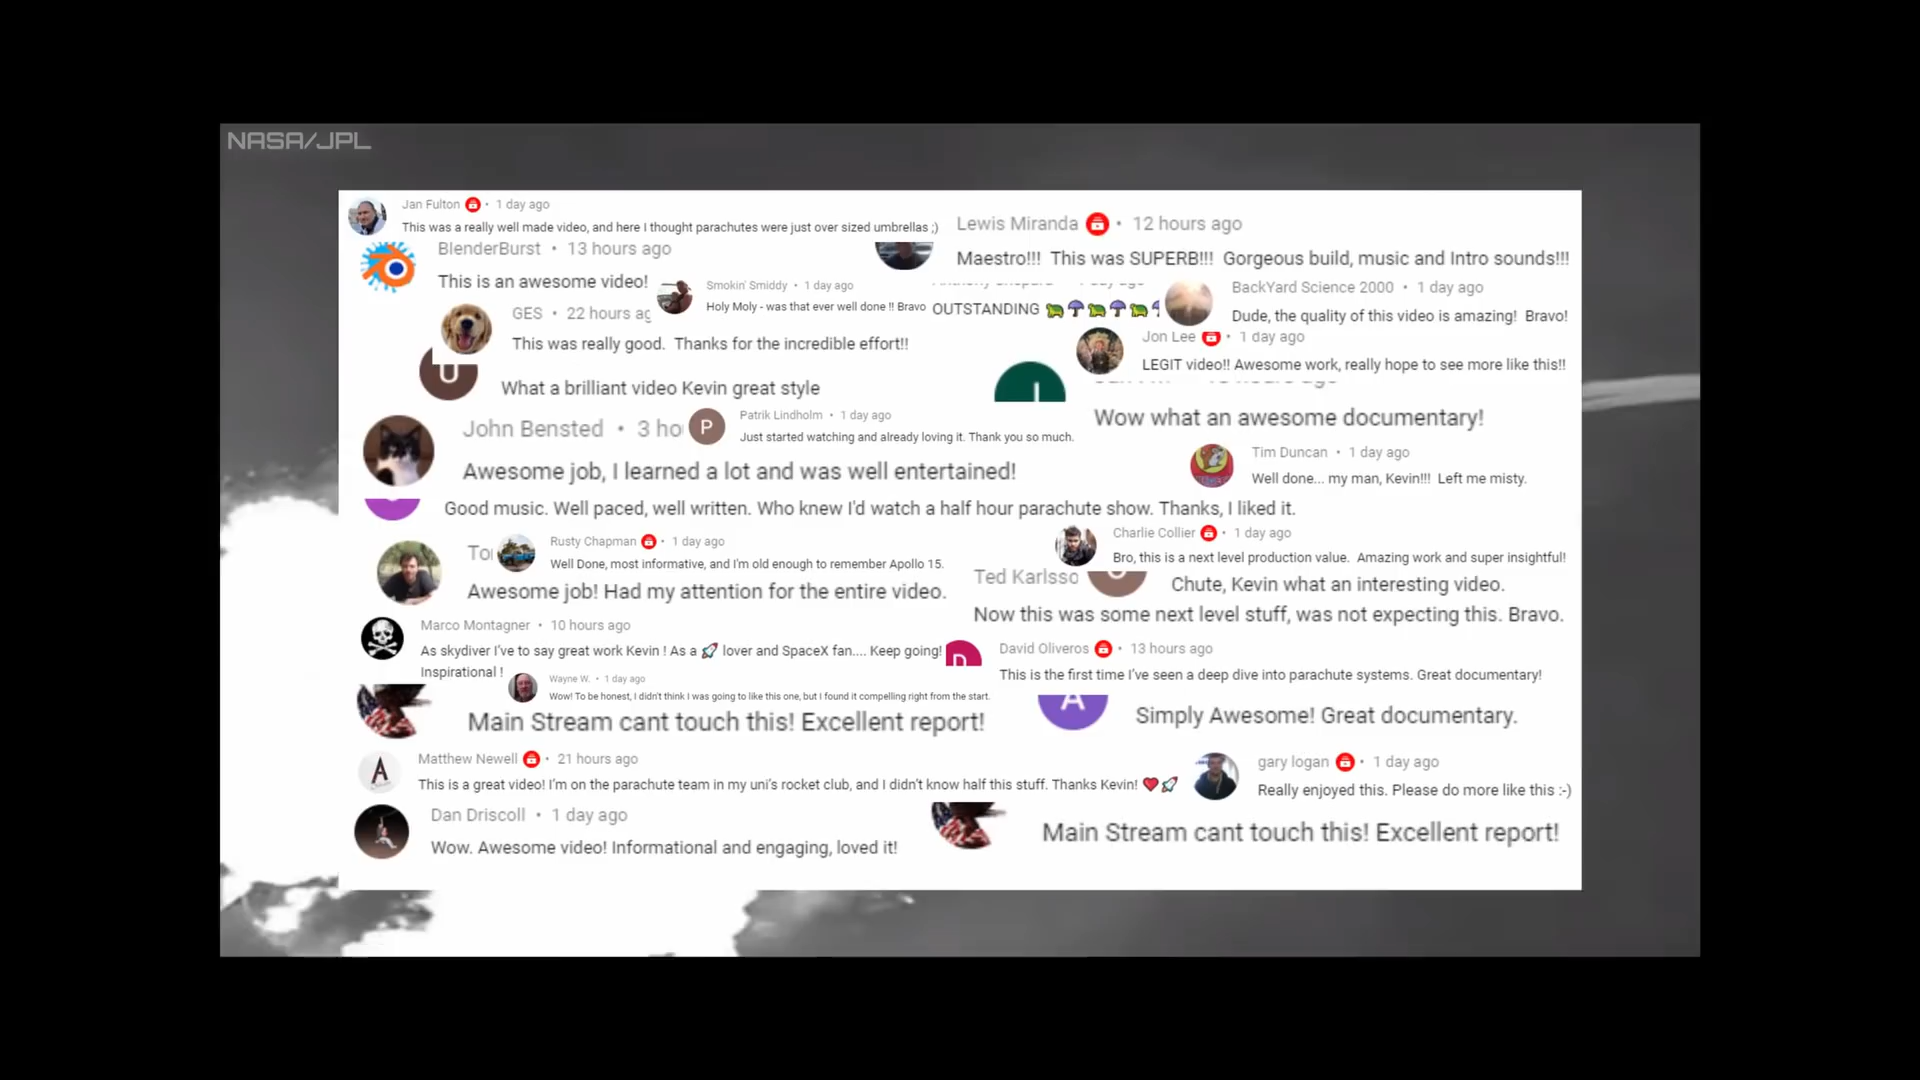 NASA/JPL
Jan Fulton • 1 day ago
This was a really well made video, and here I thought parachutes were just over sized umbrellas ;)
Lewis Miranda • 12 hours ago
Maestro!!! This was SUPERB!!! Gorgeous build, music and Intro sounds!!!
BlenderBurst • 13 hours ago
This is an awesome video!
Smokin' Smiddy • 1 day ago
Holy Moly - was that ever well done !! Bravo
OUTSTANDING 🐢☂️🐢☂️🐢
BackYard Science 2000 • 1 day ago
Dude, the quality of this video is amazing! Bravo!
GES • 22 hours
This was really good. Thanks for the incredible effort!!
Jon Lee • 1 day ago
LEGIT video!! Awesome work, really hope to see more like this!!
U
What a brilliant video Kevin great style
Wow what an awesome documentary!
John Bensted • 3
P
Patrik Lindholm • 1 day ago
Just started watching and already loving it. Thank you so much.
Awesome job, I learned a lot and was well entertained!
Tim Duncan • 1 day ago
Well done... my man, Kevin!!! Left me misty.
Good music. Well paced, well written. Who knew I'd watch a half hour parachute show. Thanks, I liked it.
Rusty Chapman • 1 day ago
Well Done, most informative, and I'm old enough to remember Apollo 15.
Awesome job! Had my attention for the entire video.
Charlie Collier • 1 day ago
Bro, this is a next level production value. Amazing work and super insightful!
Chute, Kevin what an interesting video.
Ted Karlsso
Now this was some next level stuff, was not expecting this. Bravo.
Marco Montagner • 10 hours ago
As skydiver I've to say great work Kevin ! As a 🚀 lover and SpaceX fan.... Keep going!
Inspirational !
D
David Oliveros • 13 hours ago
This is the first time I've seen a deep dive into parachute systems. Great documentary!
Wayne W. • 1 day ago
Wow! To be honest, I didn't think I was going to like this one, but I found it compelling right from the start.
Main Stream cant touch this! Excellent report!
A
Simply Awesome! Great documentary.
Matthew Newell • 21 hours ago
This is a great video! I'm on the parachute team in my uni's rocket club, and I didn't know half this stuff. Thanks Kevin! ❤️🚀
gary logan • 1 day ago
Really enjoyed this. Please do more like this :-)
Dan Driscoll • 1 day ago
Wow. Awesome video! Informational and engaging, loved it!
Main Stream cant touch this! Excellent report!